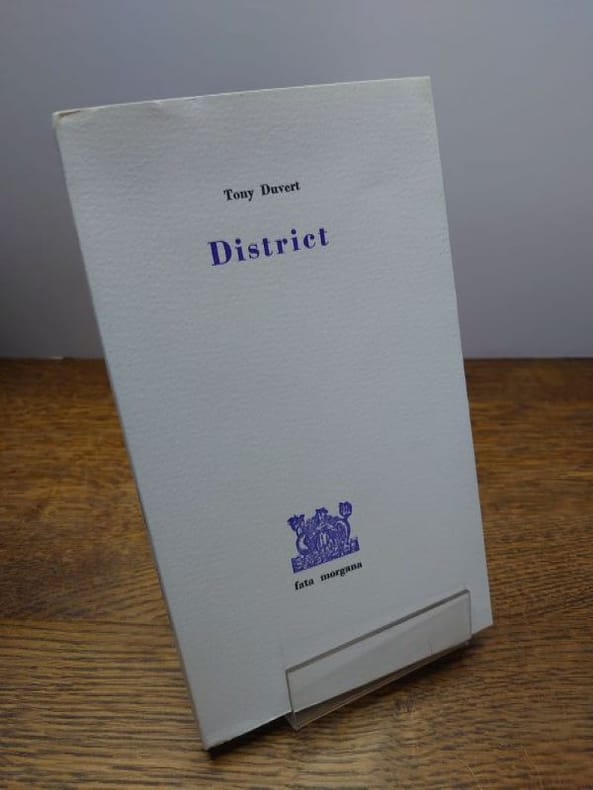 Tony Duvert
District
fata morgana